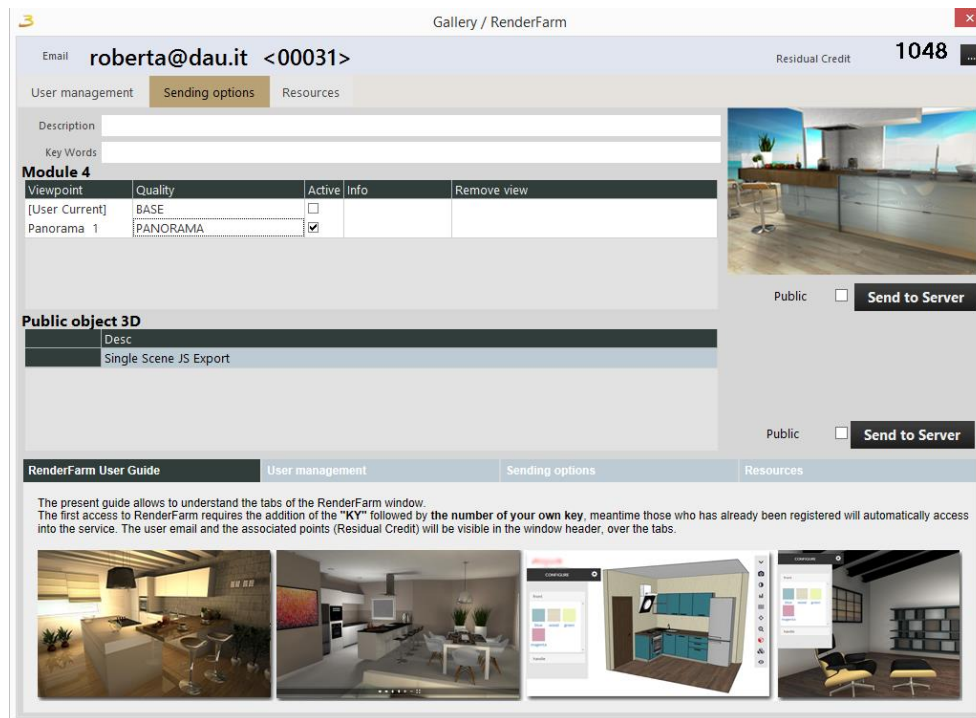 Gallery / RenderFarm
Email roberta@dau.it <00031> Residual Credit 1048 ...
User management Sending options Resources
Description
Key Words
Module 4
Viewpoint Quality Active Info Remove view
[User Current] BASE
Panorama 1 PANORAMA
Public Send to Server
Public object 3D
Desc
Single Scene JS Export
Public Send to Server
RenderFarm User Guide User management Sending options Resources
The present guide allows to understand the tabs of the RenderFarm window.
The first access to RenderFarm requires the addition of the "KY" followed by the number of your own key, meantime those who has already been registered will automatically access
into the service. The user email and the associated points (Residual Credit) will be visible in the window header, over the tabs.
CONFIGURE
CONFIGURE